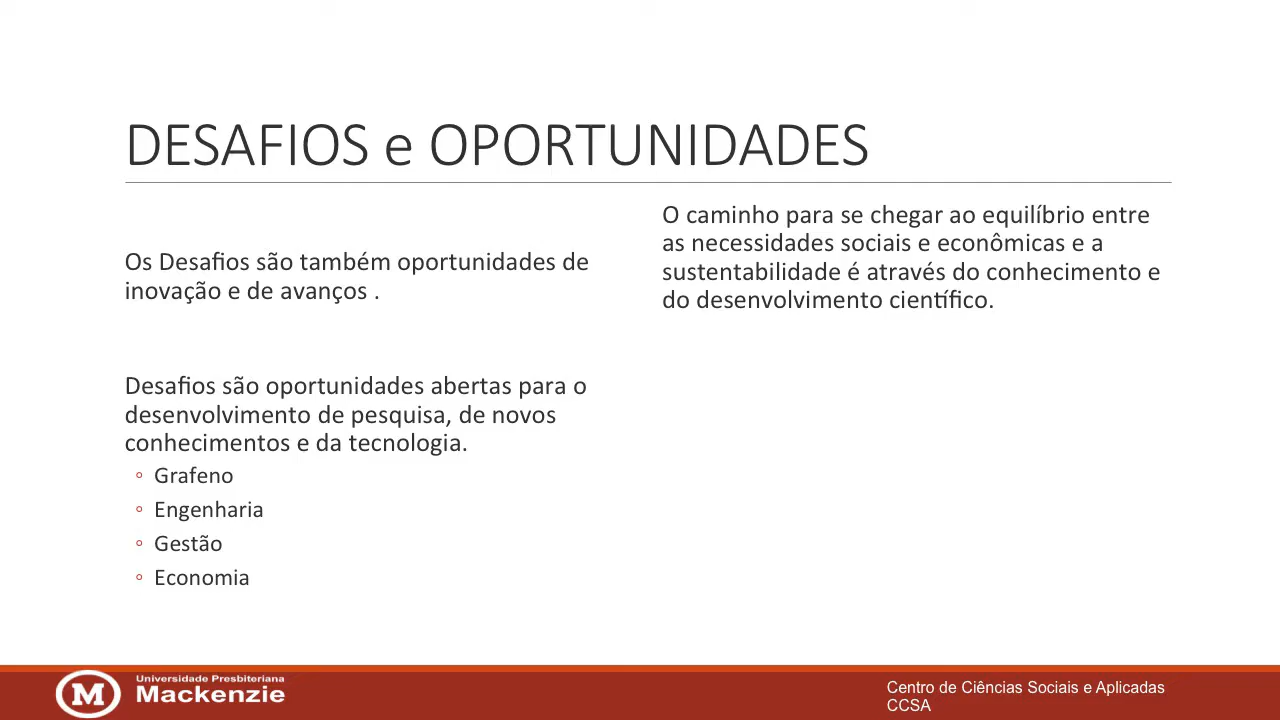 DESAFIOS e OPORTUNIDADES
Os Desafios são também oportunidades de
inovação e de avanços .
Desafios são oportunidades abertas para o
desenvolvimento de pesquisa, de novos
conhecimentos e da tecnologia.
◦ Grafeno
◦ Engenharia
◦ Gestão
◦ Economia
O caminho para se chegar ao equilíbrio entre
as necessidades sociais e econômicas e a
sustentabilidade é através do conhecimento e
do desenvolvimento científico.
M
Universidade Presbiteriana
Mackenzie
Centro de Ciências Sociais e Aplicadas
CCSA